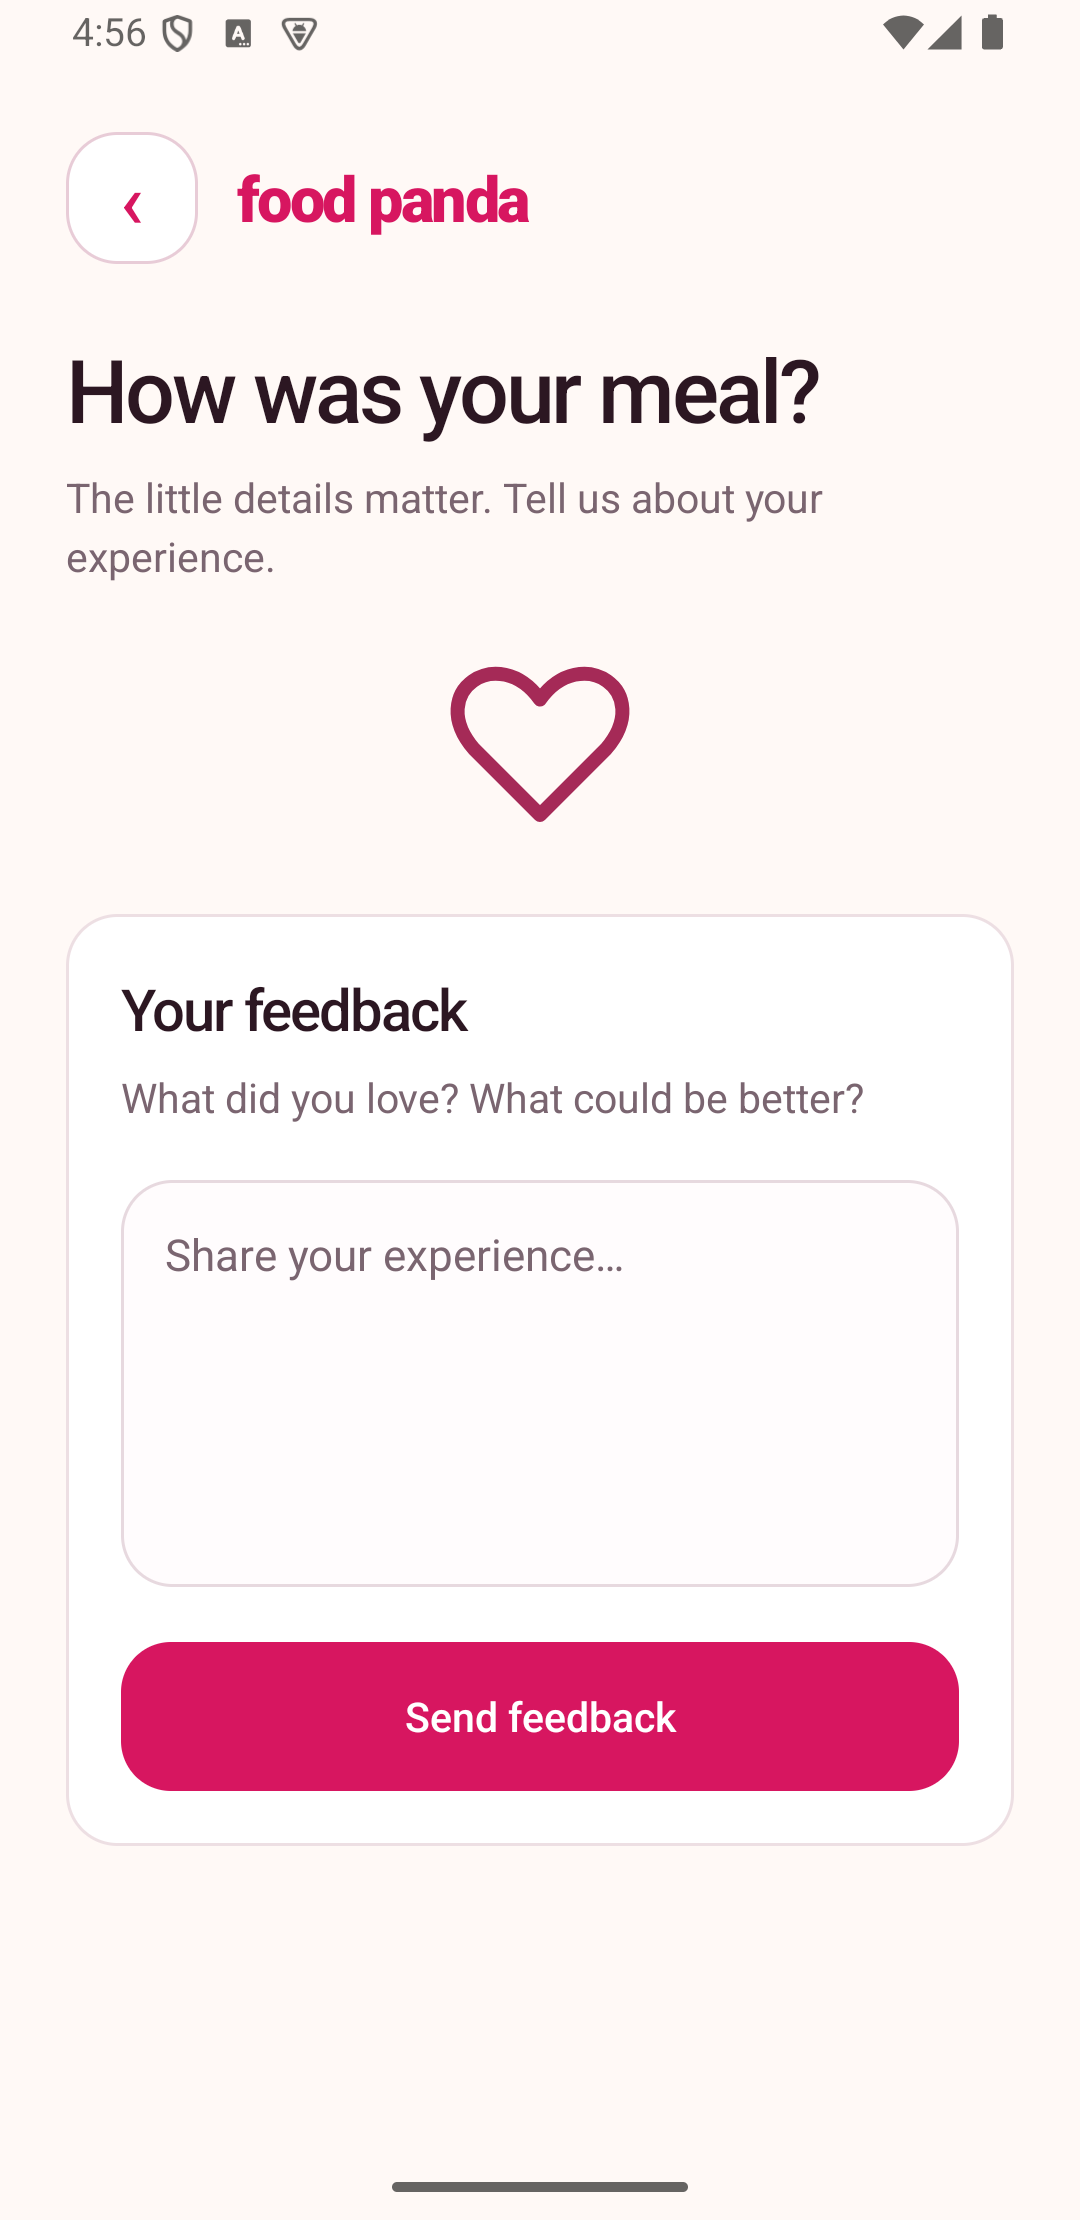 4:56
food panda
How was your meal?
The little details matter. Tell us about your
experience.
Your feedback
What did you love? What could be better?
Share your experience...
Send feedback